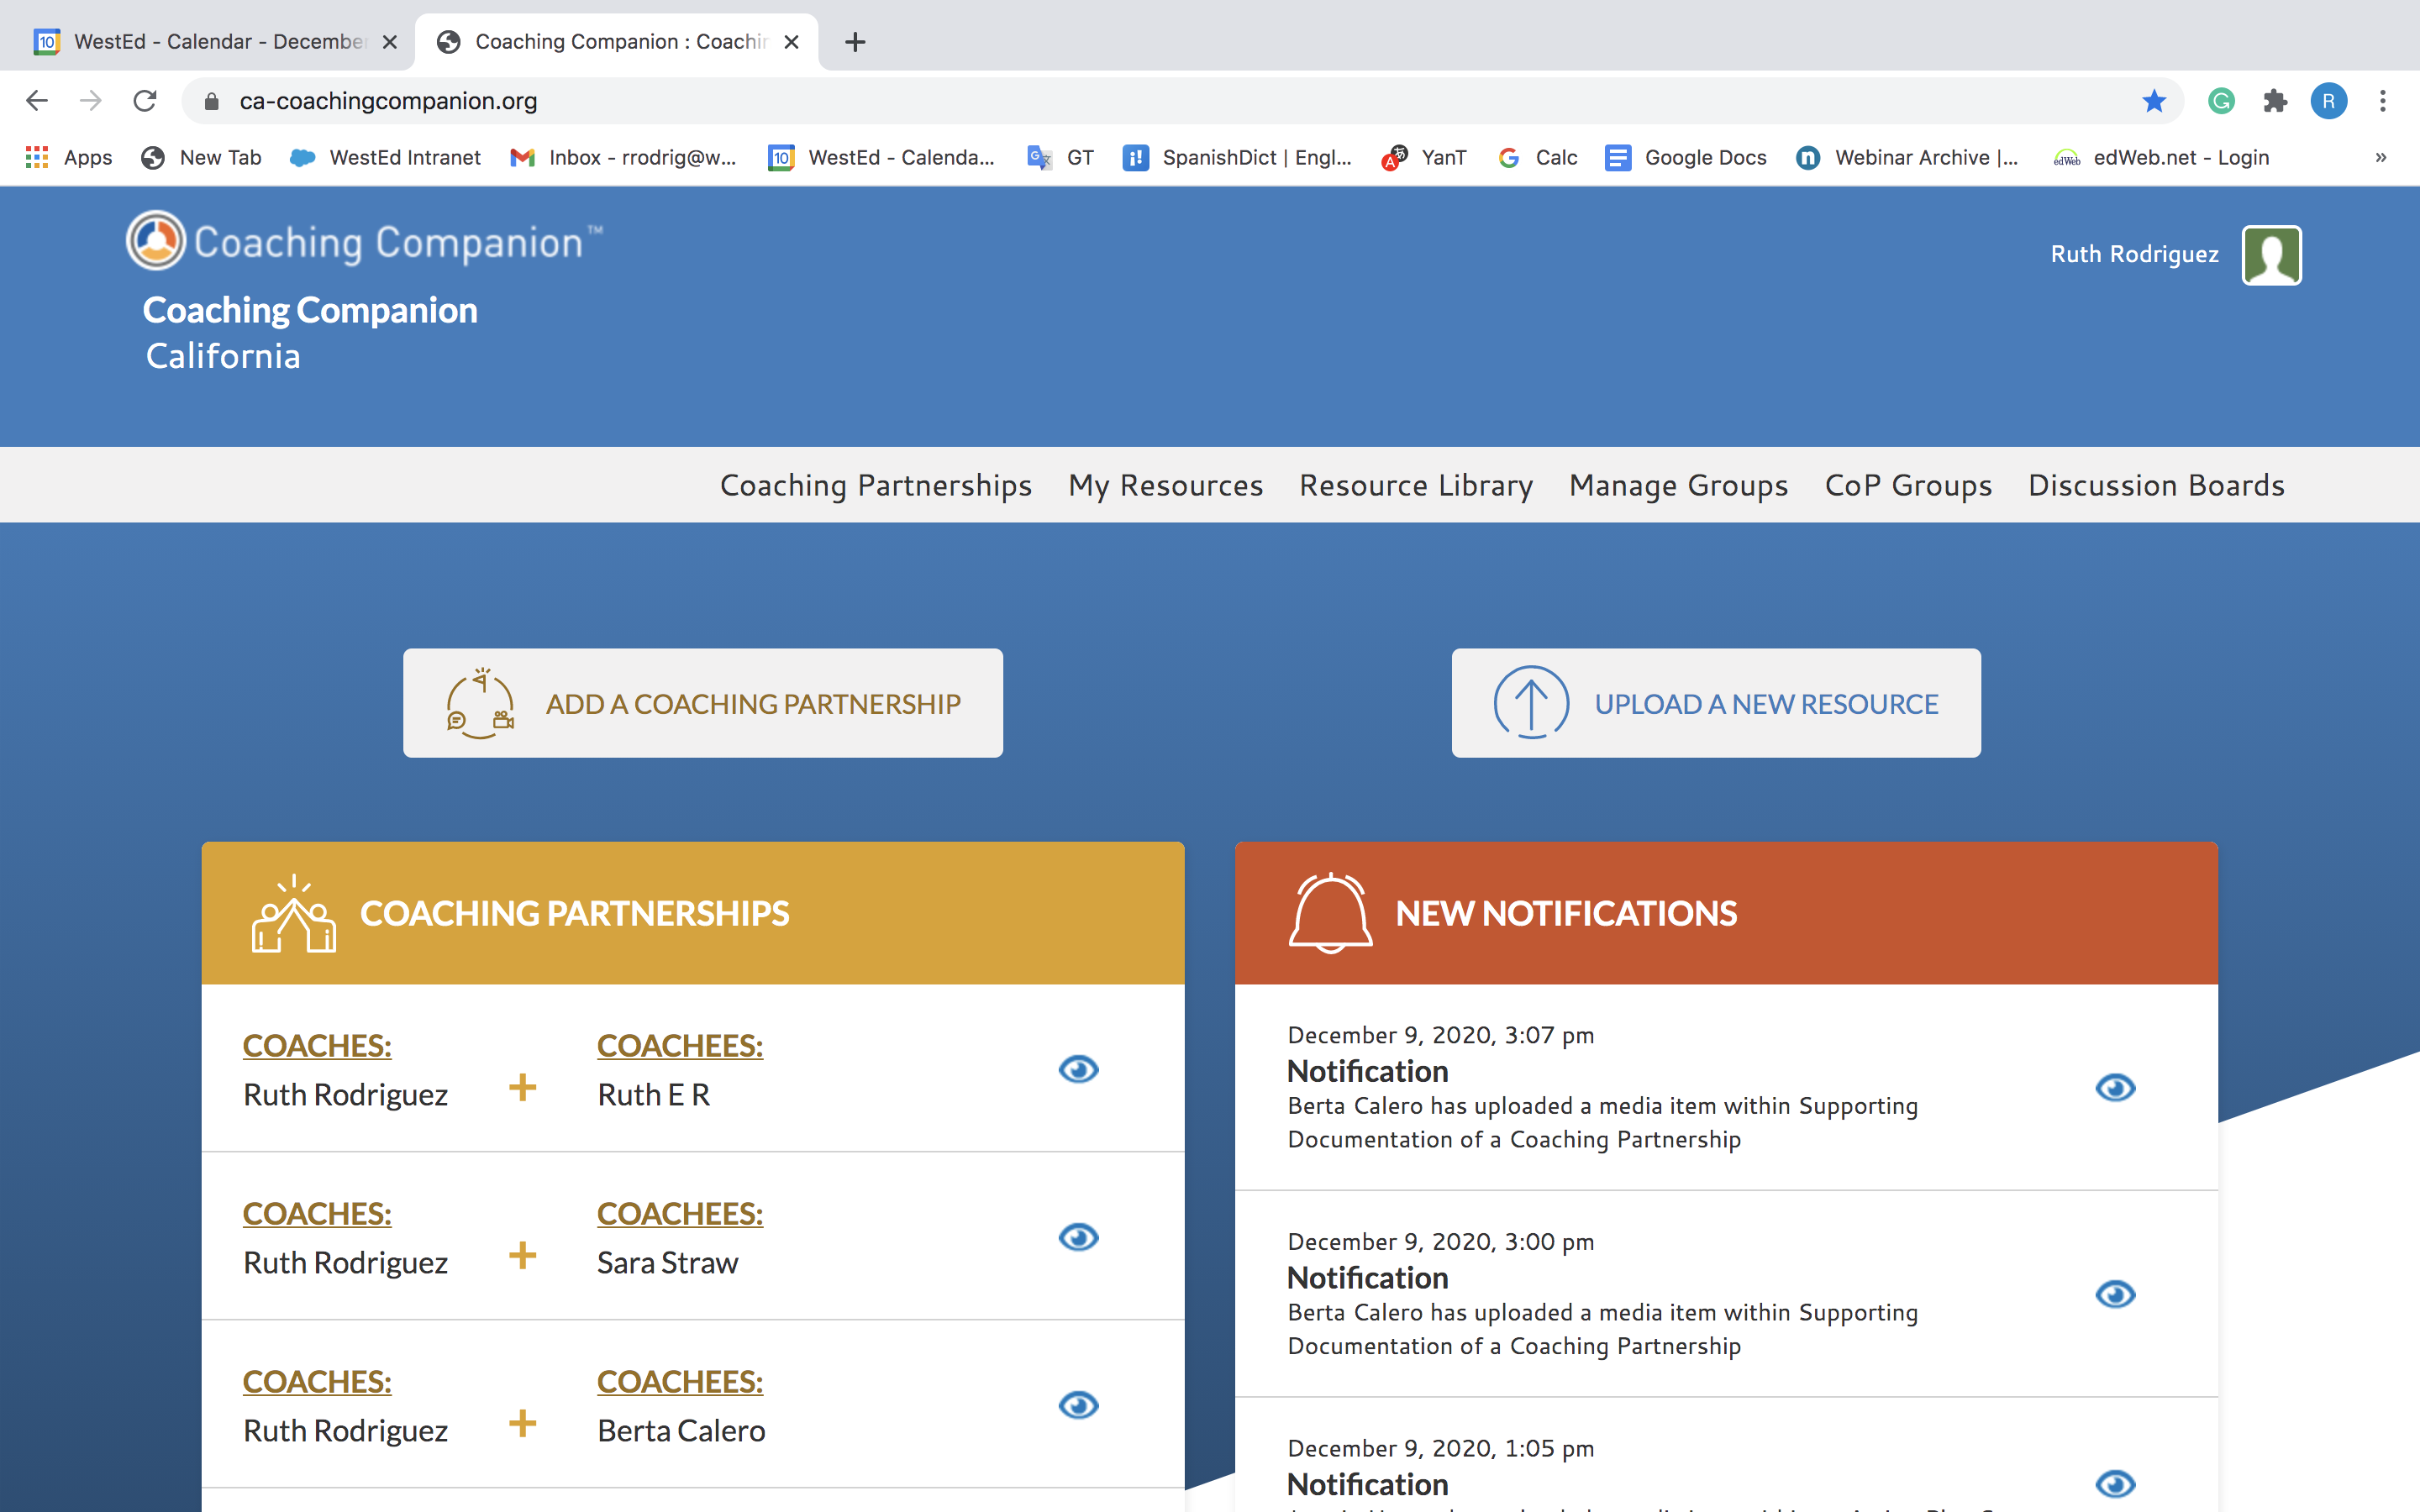 WestEd - Calendar - December
Coaching Companion : Coachin
ca-coachingcompanion.org
R
Apps
New Tab
WestEd Intranet
Inbox - rrodrig@w...
10 WestEd - Calenda...
GT
SpanishDict | Engl...
YanT
Calc
Google Docs
Webinar Archive |...
edWeb edWeb.net - Login
»
Coaching Companion™
Coaching Companion
California
Ruth Rodriguez
Coaching Partnerships
My Resources
Resource Library
Manage Groups
CoP Groups
Discussion Boards
ADD A COACHING PARTNERSHIP
UPLOAD A NEW RESOURCE
COACHING PARTNERSHIPS
COACHES:
Ruth Rodriguez
+
COACHEES:
Ruth E R
COACHES:
Ruth Rodriguez
+
COACHEES:
Sara Straw
COACHES:
Ruth Rodriguez
+
COACHEES:
Berta Calero
NEW NOTIFICATIONS
December 9, 2020, 3:07 pm
Notification
Berta Calero has uploaded a media item within Supporting
Documentation of a Coaching Partnership
December 9, 2020, 3:00 pm
Notification
Berta Calero has uploaded a media item within Supporting
Documentation of a Coaching Partnership
December 9, 2020, 1:05 pm
Notification